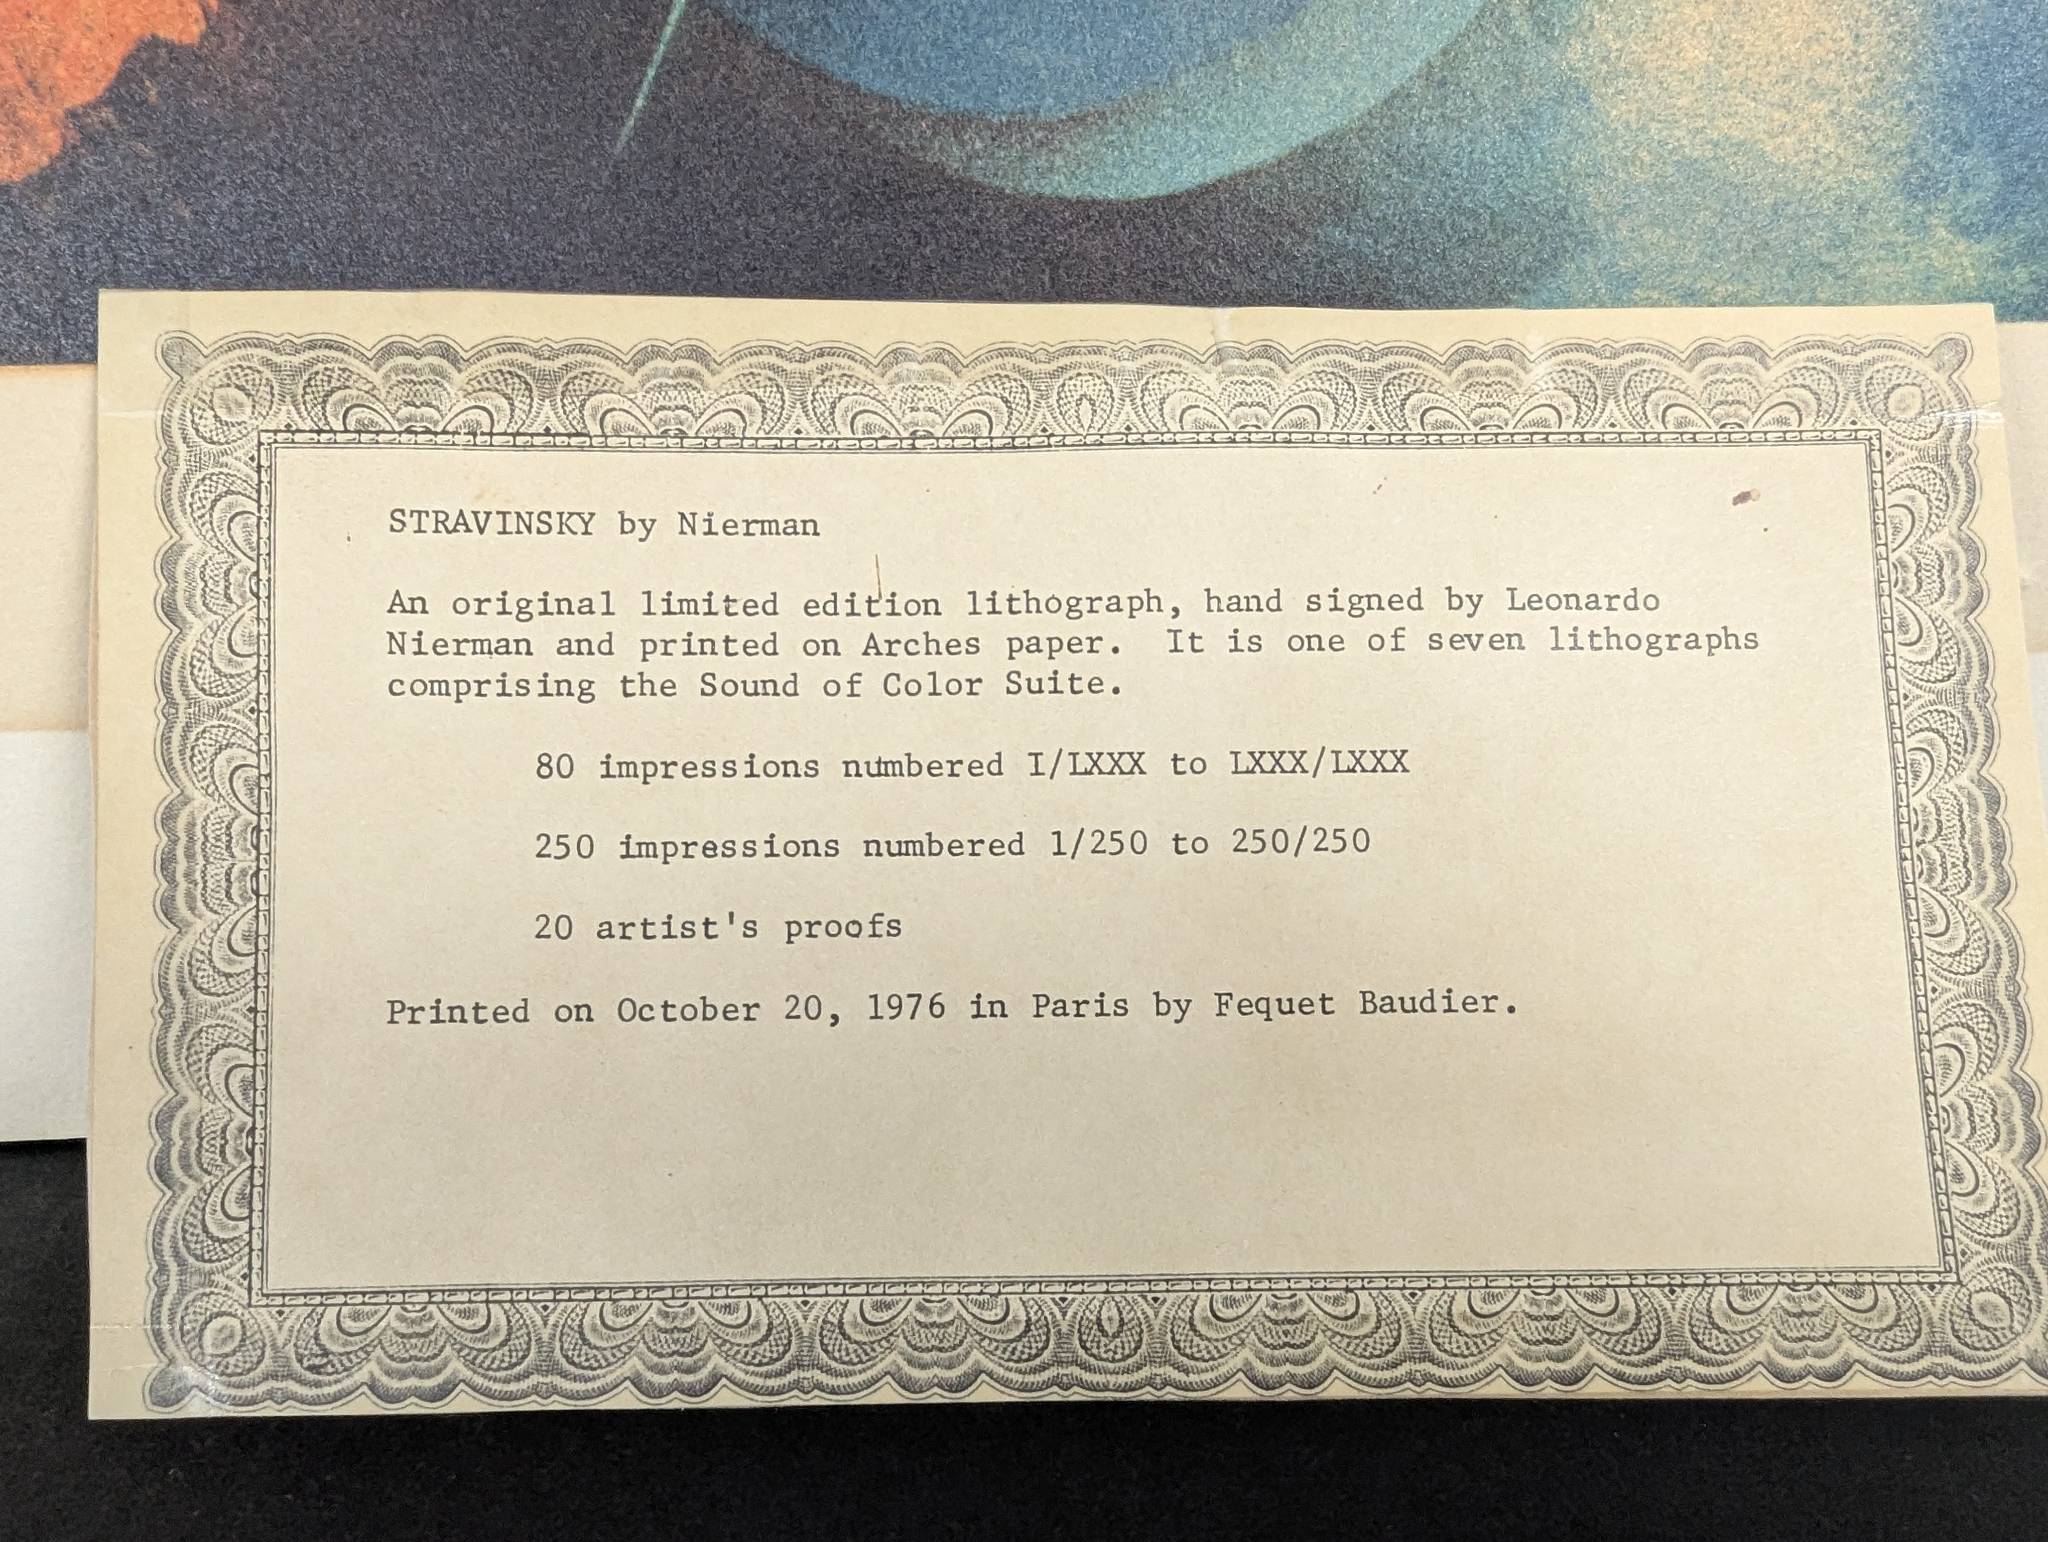 STRAVINSKY by Nierman
An original limited edition lithograph, hand signed by Leonardo
Nierman and printed on Arches paper. It is one of seven lithographs
comprising the Sound of Color Suite.
80 impressions numbered I/LXXX to LXXX/LXXX
250 impressions numbered 1/250 to 250/250
20 artist's proofs
Printed on October 20, 1976 in Paris by Fequet Baudier.